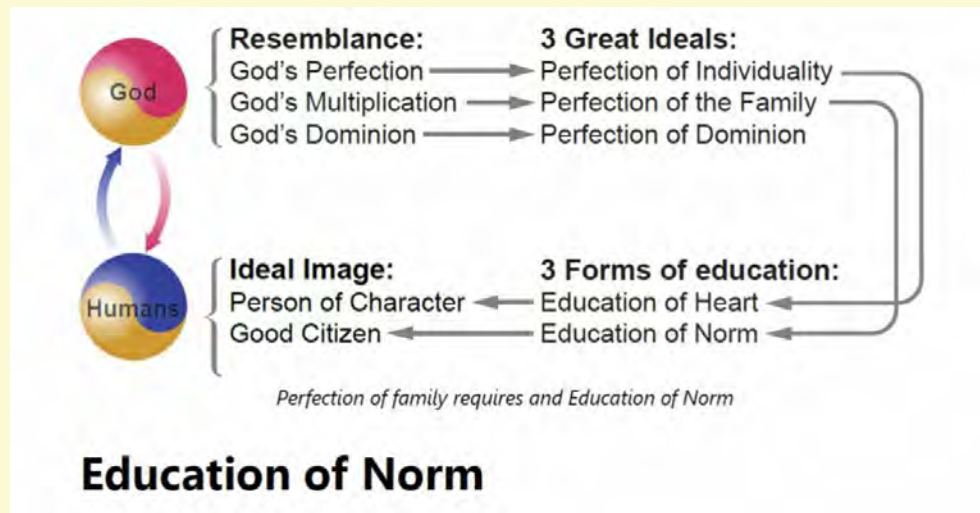 God
Resemblance:
God's Perfection
God's Multiplication
God's Dominion
3 Great Ideals:
Perfection of Individuality
Perfection of the Family
Perfection of Dominion
Humans
Ideal Image:
Person of Character
Good Citizen
3 Forms of education:
Education of Heart
Education of Norm
Perfection of family requires and Education of Norm
Education of Norm